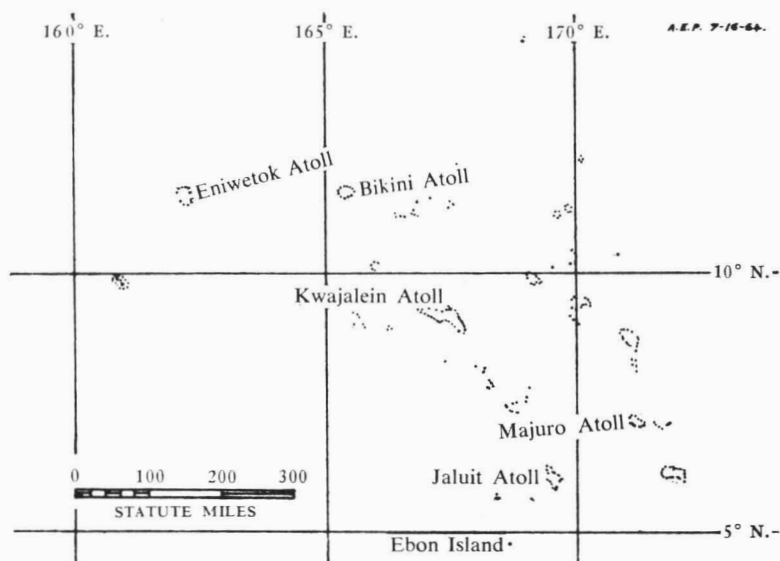 160° E.
165° E.
170° E.
A.E.P. 7-16-64.
Eniwetok Atoll
Bikini Atoll
10° N.
Kwajalein Atoll
Majuro Atoll
Jaluit Atoll
0 100 200 300
STATUTE MILES
5° N.
Ebon Island